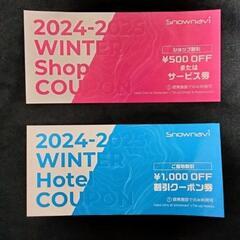 2024-2025
WINTER
Shop
COUPON
Snownavi
ショップ割引
¥500 OFF
または
サービス券
2024-2025
WINTER
Hotel
COUPON
Snownavi
ご宿泊割引
¥1,000 OFF
割引クーポン券